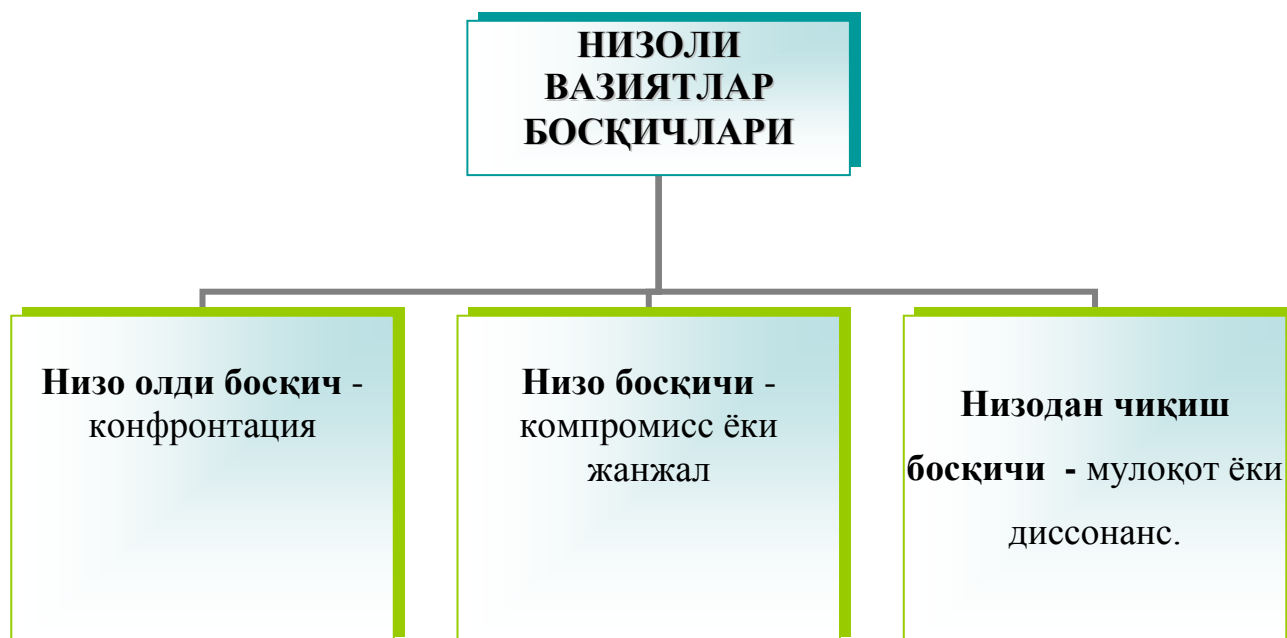 НИЗОЛИ
ВАЗИЯТЛАР
БОСҚИЧЛАРИ
Низо олди босқич -
конфронтация
Низо босқичи -
компромисс ёки
жанжал
Низодан чиқиш
босқичи - мулоқот ёки
диссонанс.